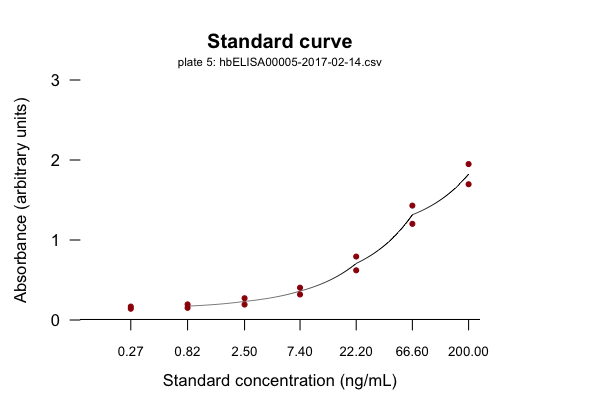 Standard curve
plate 5: hbELISA00005-2017-02-14.csv
Absorbance (arbitrary units)
3
2
1
0
0.27 0.82 2.50 7.40 22.20 66.60 200.00
Standard concentration (ng/mL)